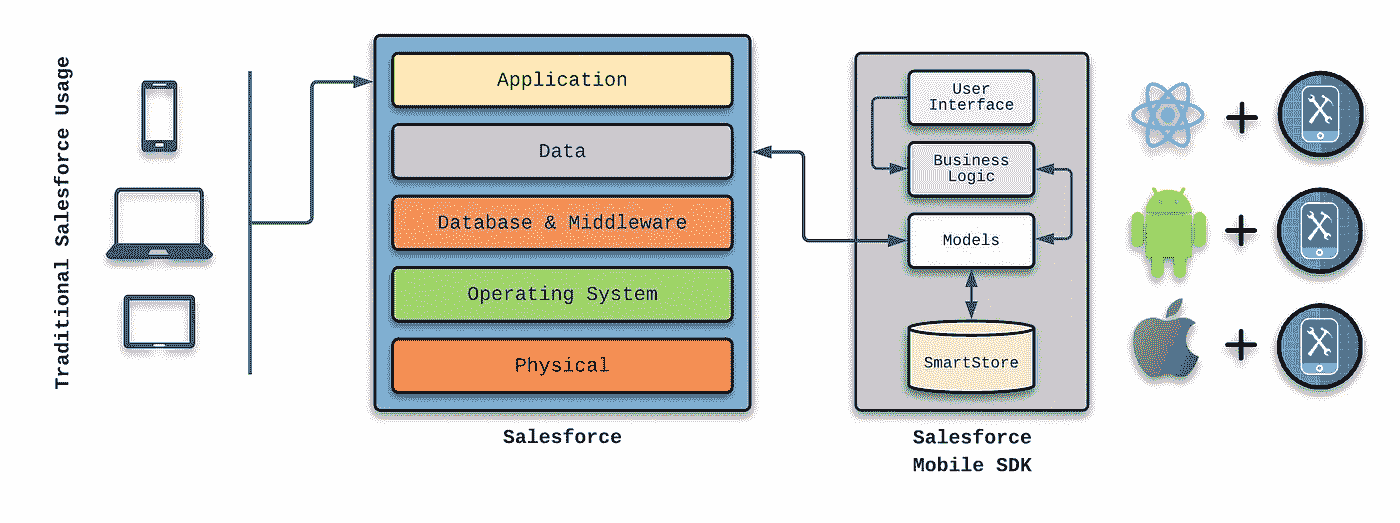 Traditional Salesforce Usage
Application
Data
Database & Middleware
Operating System
Physical
Salesforce
User
Interface
Business
Logic
Models
SmartStore
Salesforce
Mobile SDK